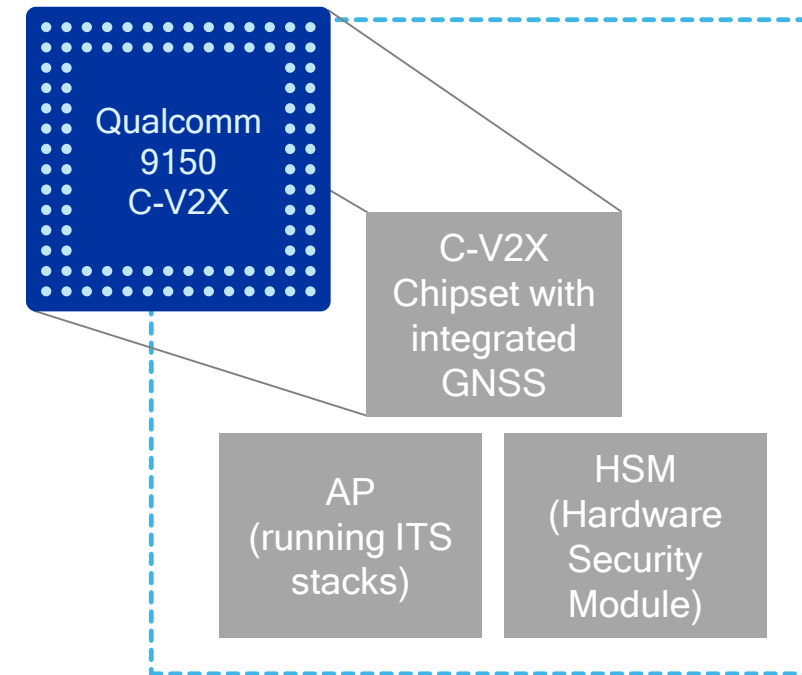 Qualcomm
9150
C-V2X
C-V2X
Chipset with
integrated
GNSS
AP
(running ITS
stacks)
HSM
(Hardware
Security
Module)